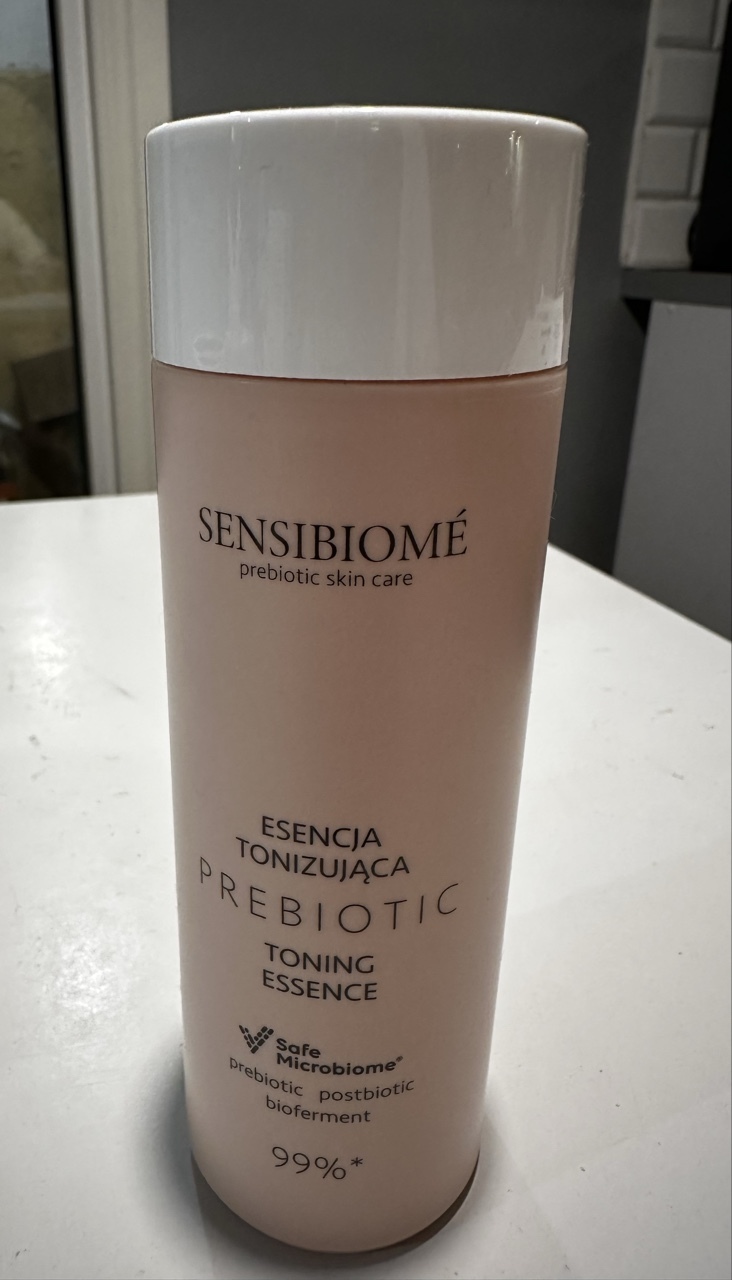 SENSIBIOMÉ
prebiotic skin care
ESENCJA
TONIZUJĄCA
PREBIOTIC
TONING
ESSENCE
Safe
Microbiome®
prebiotic postbiotic
bioferment
99%*